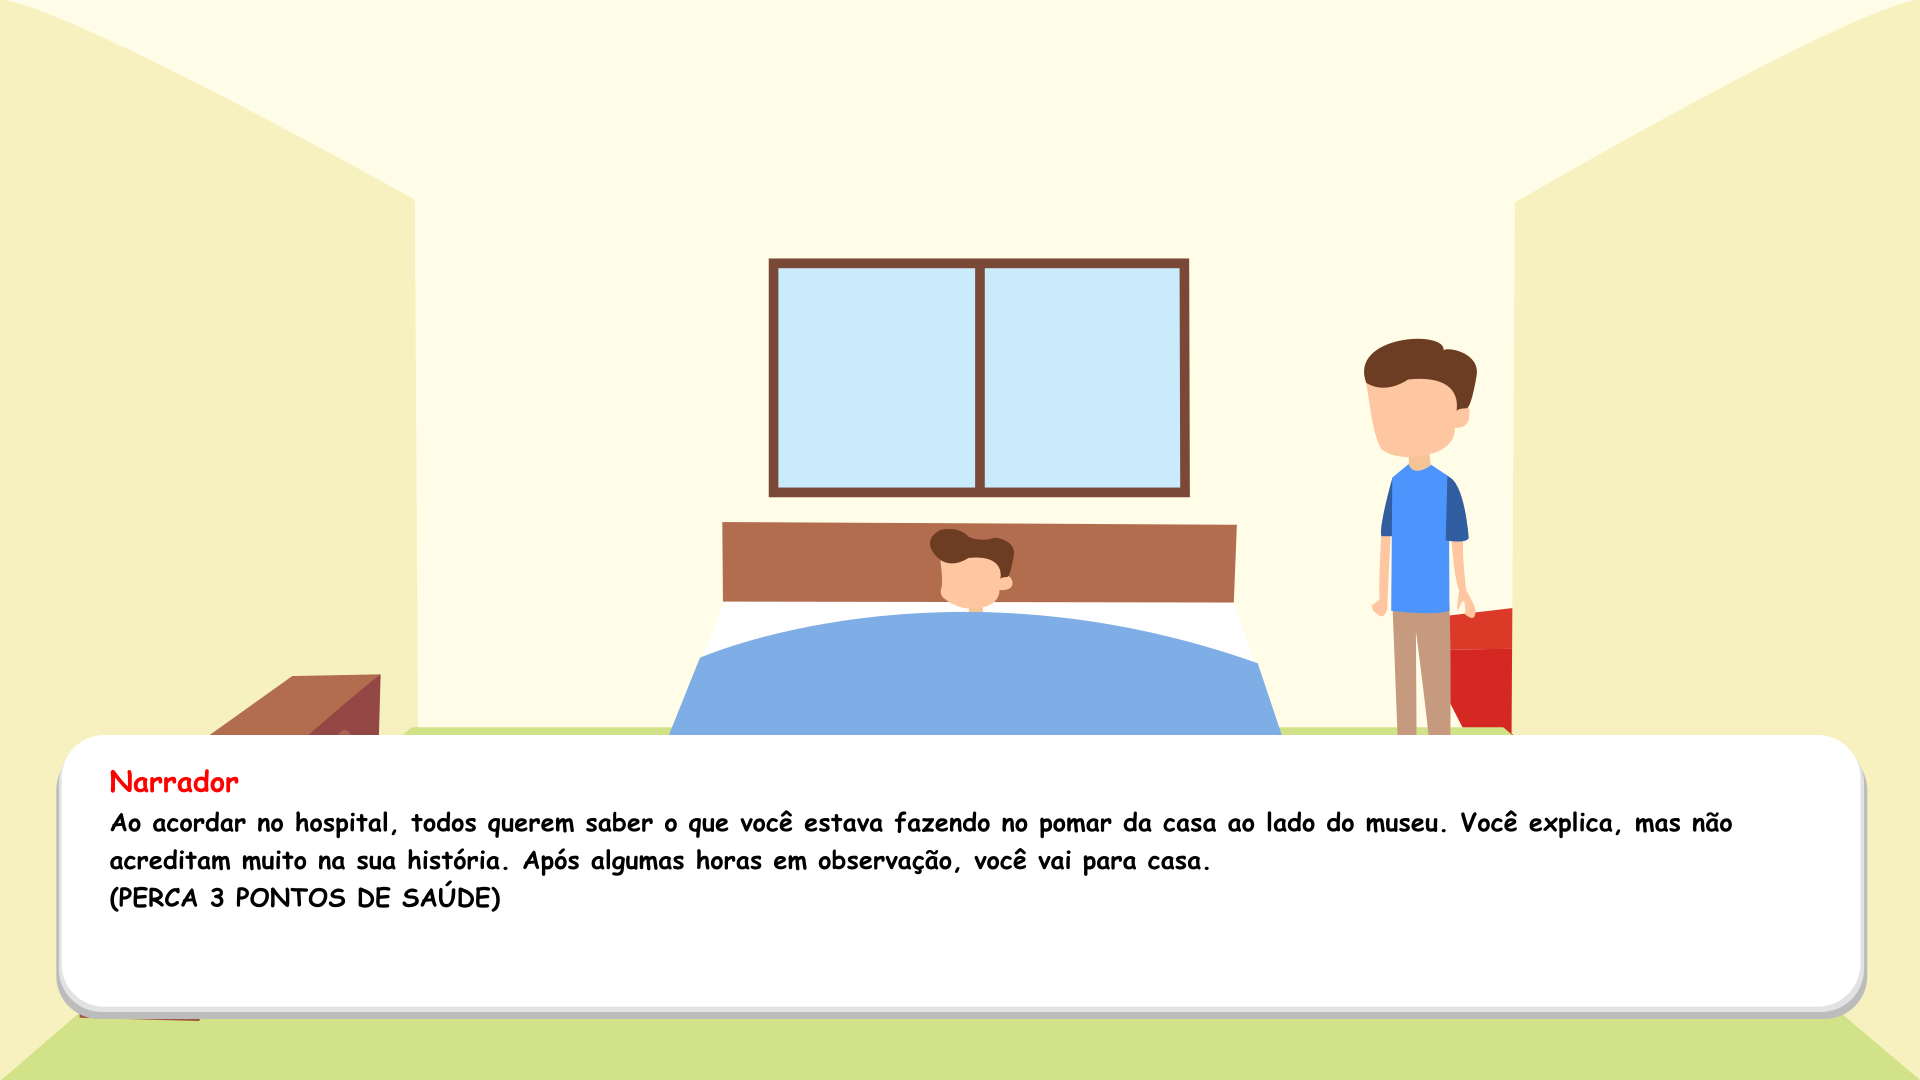 Narrador
Ao acordar no hospital, todos querem saber o que você estava fazendo no pomar da casa ao lado do museu. Você explica, mas não
acreditam muito na sua história. Após algumas horas em observação, você vai para casa.
(PERCA 3 PONTOS DE SAÚDE)